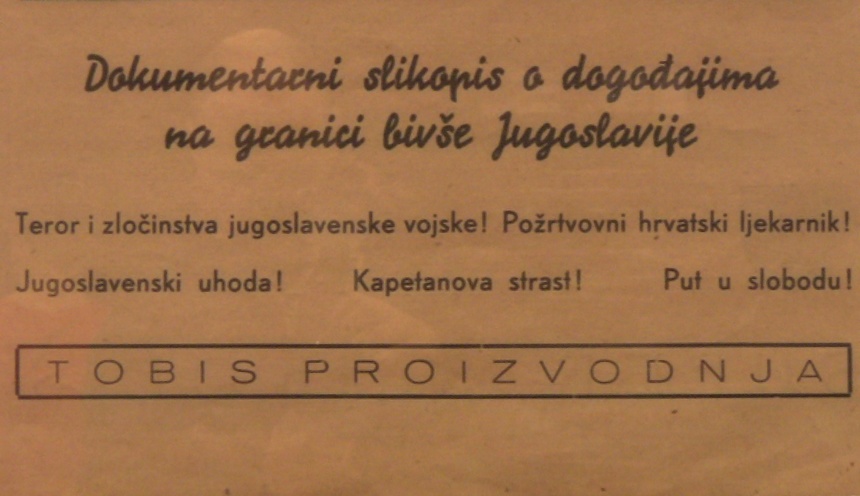 Dokumentarni slikopis o događajima
na granici bivše Jugoslavije
Teror i zločinstva jugoslavenske vojske! Požrtvovni hrvatski ljekarnik!
Jugoslavenski uhoda! Kapetanova strast! Put u slobodu!
TOBIS PROIZVODNJA